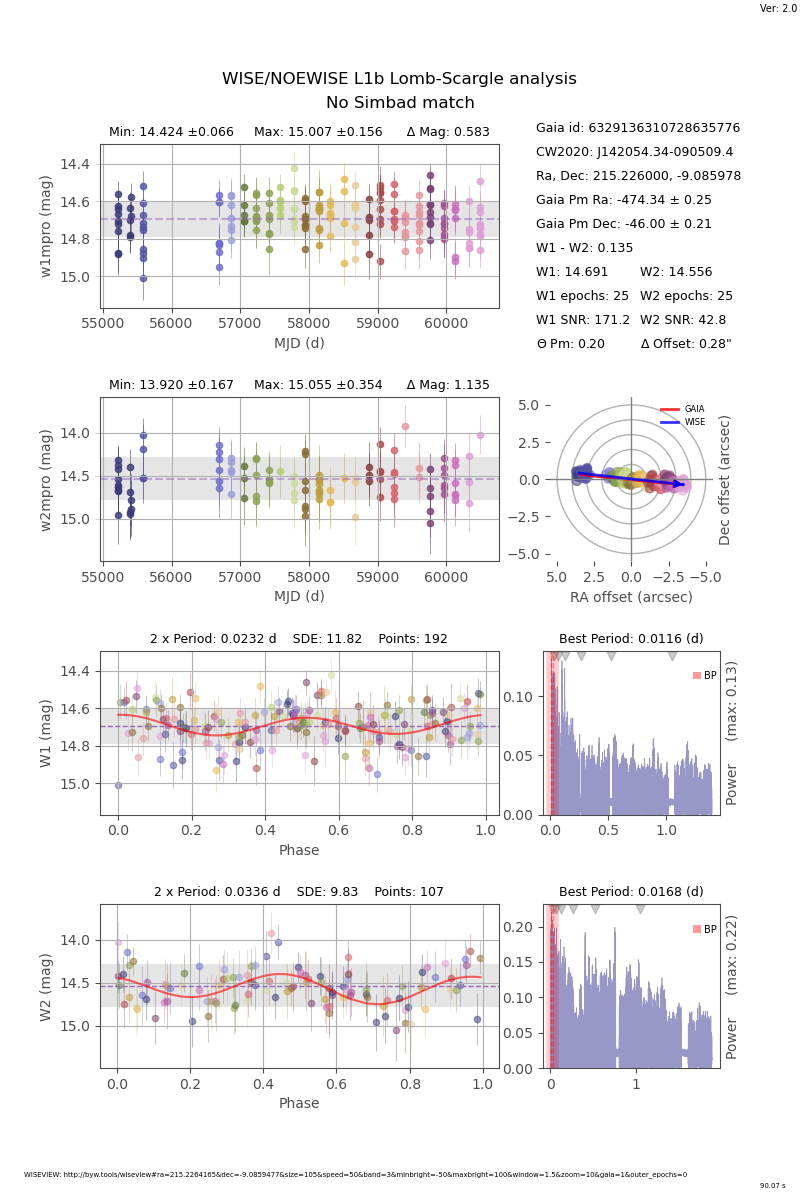 Ver: 2.0
WISE/NOEWISE L1b Lomb-Scargle analysis
No Simbad match
Min: 14.424 ±0.066 Max: 15.007 ±0.156 Δ Mag: 0.583
14.4
14.6
14.8
15.0
w1mpro (mag)
55000 56000 57000 58000 59000 60000
MJD (d)
Gaia id: 6329136310728635776
CW2020: J142054.34-090509.4
Ra, Dec: 215.226000, -9.085978
Gaia Pm Ra: -474.34 ± 0.25
Gaia Pm Dec: -46.00 ± 0.21
W1 - W2: 0.135
W1: 14.691 W2: 14.556
W1 epochs: 25 W2 epochs: 25
W1 SNR: 171.2 W2 SNR: 42.8
Θ Pm: 0.20 Δ Offset: 0.28"
Min: 13.920 ±0.167 Max: 15.055 ±0.354 Δ Mag: 1.135
14.0
14.5
15.0
w2mpro (mag)
55000 56000 57000 58000 59000 60000
MJD (d)
5.0
2.5
0.0
−2.5
−5.0
GAIA
WISE
Dec offset (arcsec)
5.0 2.5 0.0 −2.5 −5.0
RA offset (arcsec)
2 x Period: 0.0232 d SDE: 11.82 Points: 192
14.4
14.6
14.8
15.0
W1 (mag)
0.0 0.2 0.4 0.6 0.8 1.0
Phase
Best Period: 0.0116 (d)
BP
0.10
0.05
0.00
Power (max: 0.13)
0.0 0.5 1.0
2 x Period: 0.0336 d SDE: 9.83 Points: 107
14.0
14.5
15.0
W2 (mag)
0.0 0.2 0.4 0.6 0.8 1.0
Phase
Best Period: 0.0168 (d)
BP
0.20
0.15
0.10
0.05
0.00
Power (max: 0.22)
0 1
WISEVIEW: http://byw.tools/wiseview#ra=215.2264165&dec=-9.0859477&size=105&speed=50&band=3&minbright=-50&maxbright=100&window=1.5&zoom=10&gaia=1&outer_epochs=0
90.07 s